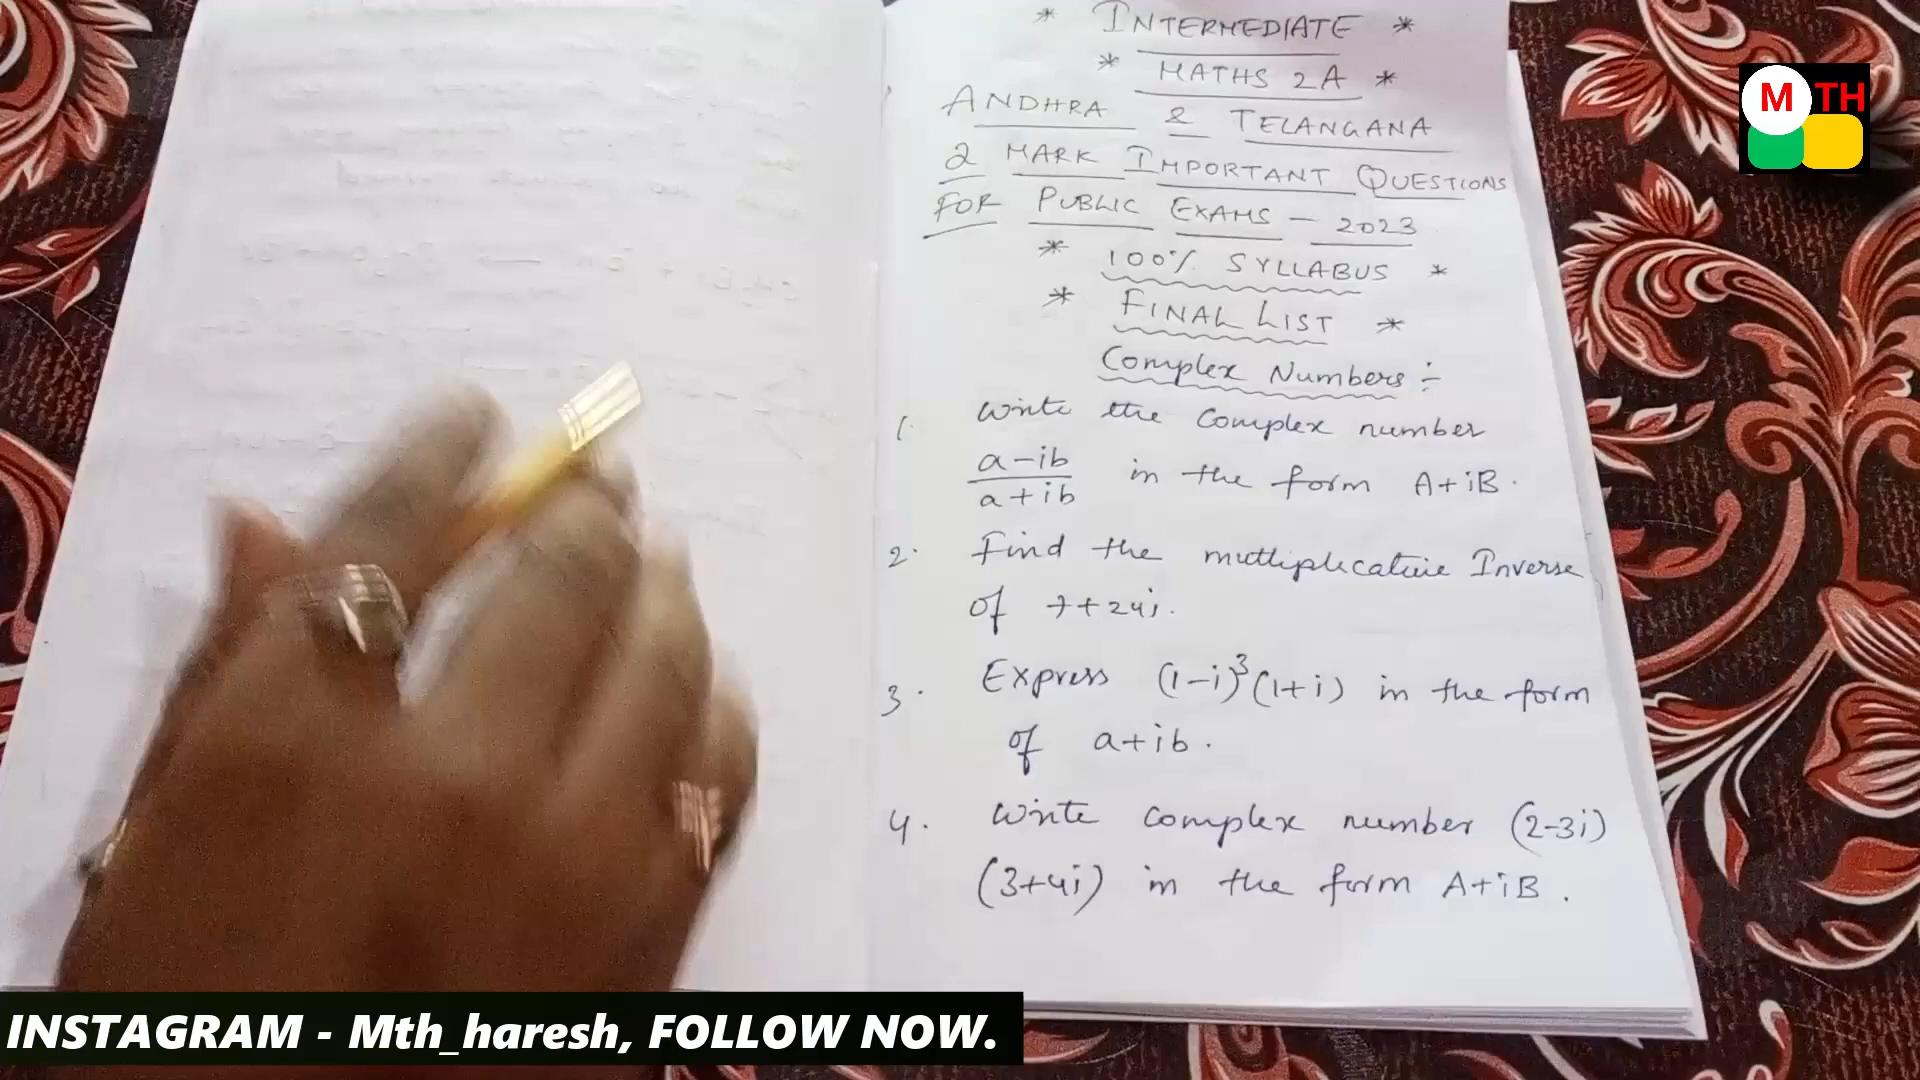 * INTERMEDIATE *
* MATHS 2A *
ANDHRA & TELANGANA
2 MARK IMPORTANT QUESTIONS
FOR PUBLIC EXAMS - 2023
* 100% SYLLABUS *
* FINAL LIST *
Complex Numbers :-
1. Write the complex number
a-ib
a+ib
in the form A+iB.
2. Find the multiplicative Inverse
of 7+24i.
3. Express (1-i)³(1+i) in the form
of a+ib.
4. Write complex number (2-3i)
(3+4i) in the form A+iB.
MTH
INSTAGRAM - Mth_haresh, FOLLOW NOW.